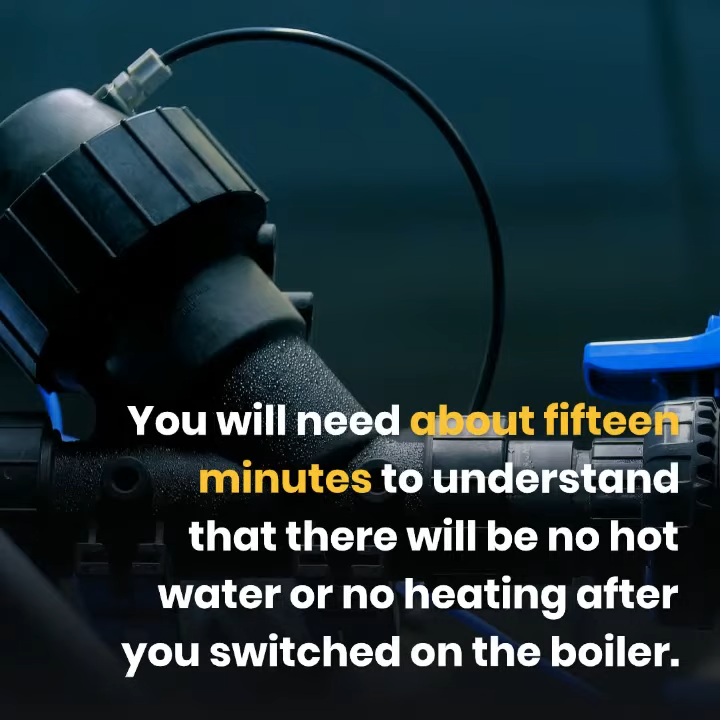 You will need about fifteen
minutes to understand
that there will be no hot
water or no heating after
you switched on the boiler.